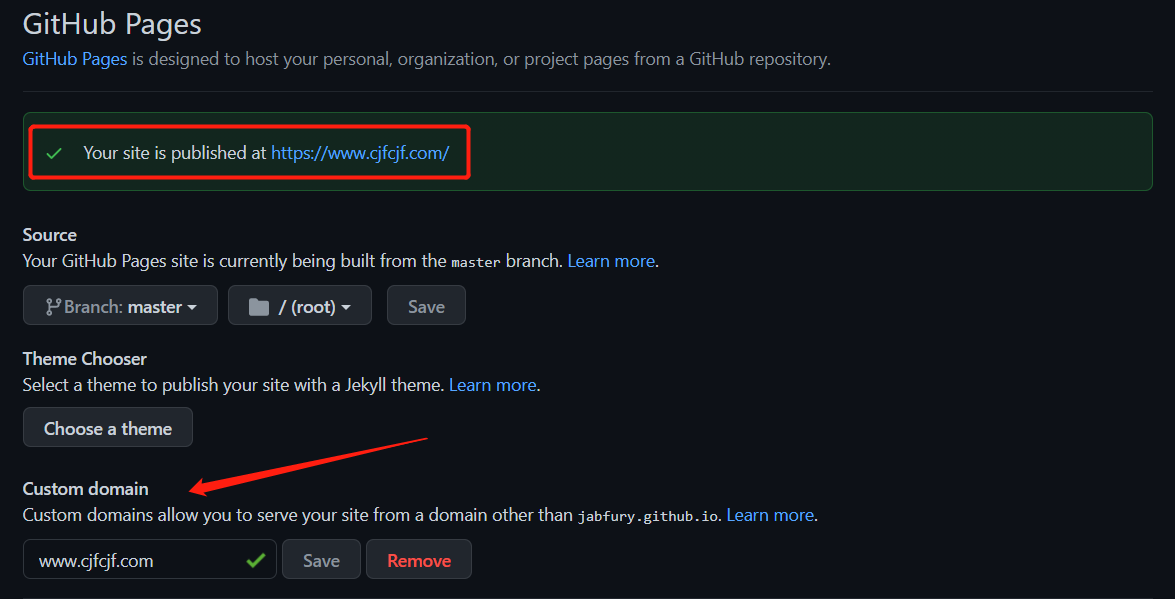 GitHub Pages
GitHub Pages is designed to host your personal, organization, or project pages from a GitHub repository.
Your site is published at https://www.cjfcjf.com/
Source
Your GitHub Pages site is currently being built from the master branch. Learn more.
Branch: master / (root) Save
Theme Chooser
Select a theme to publish your site with a Jekyll theme. Learn more.
Choose a theme
Custom domain
Custom domains allow you to serve your site from a domain other than jabfury.github.io. Learn more.
www.cjfcjf.com Save Remove